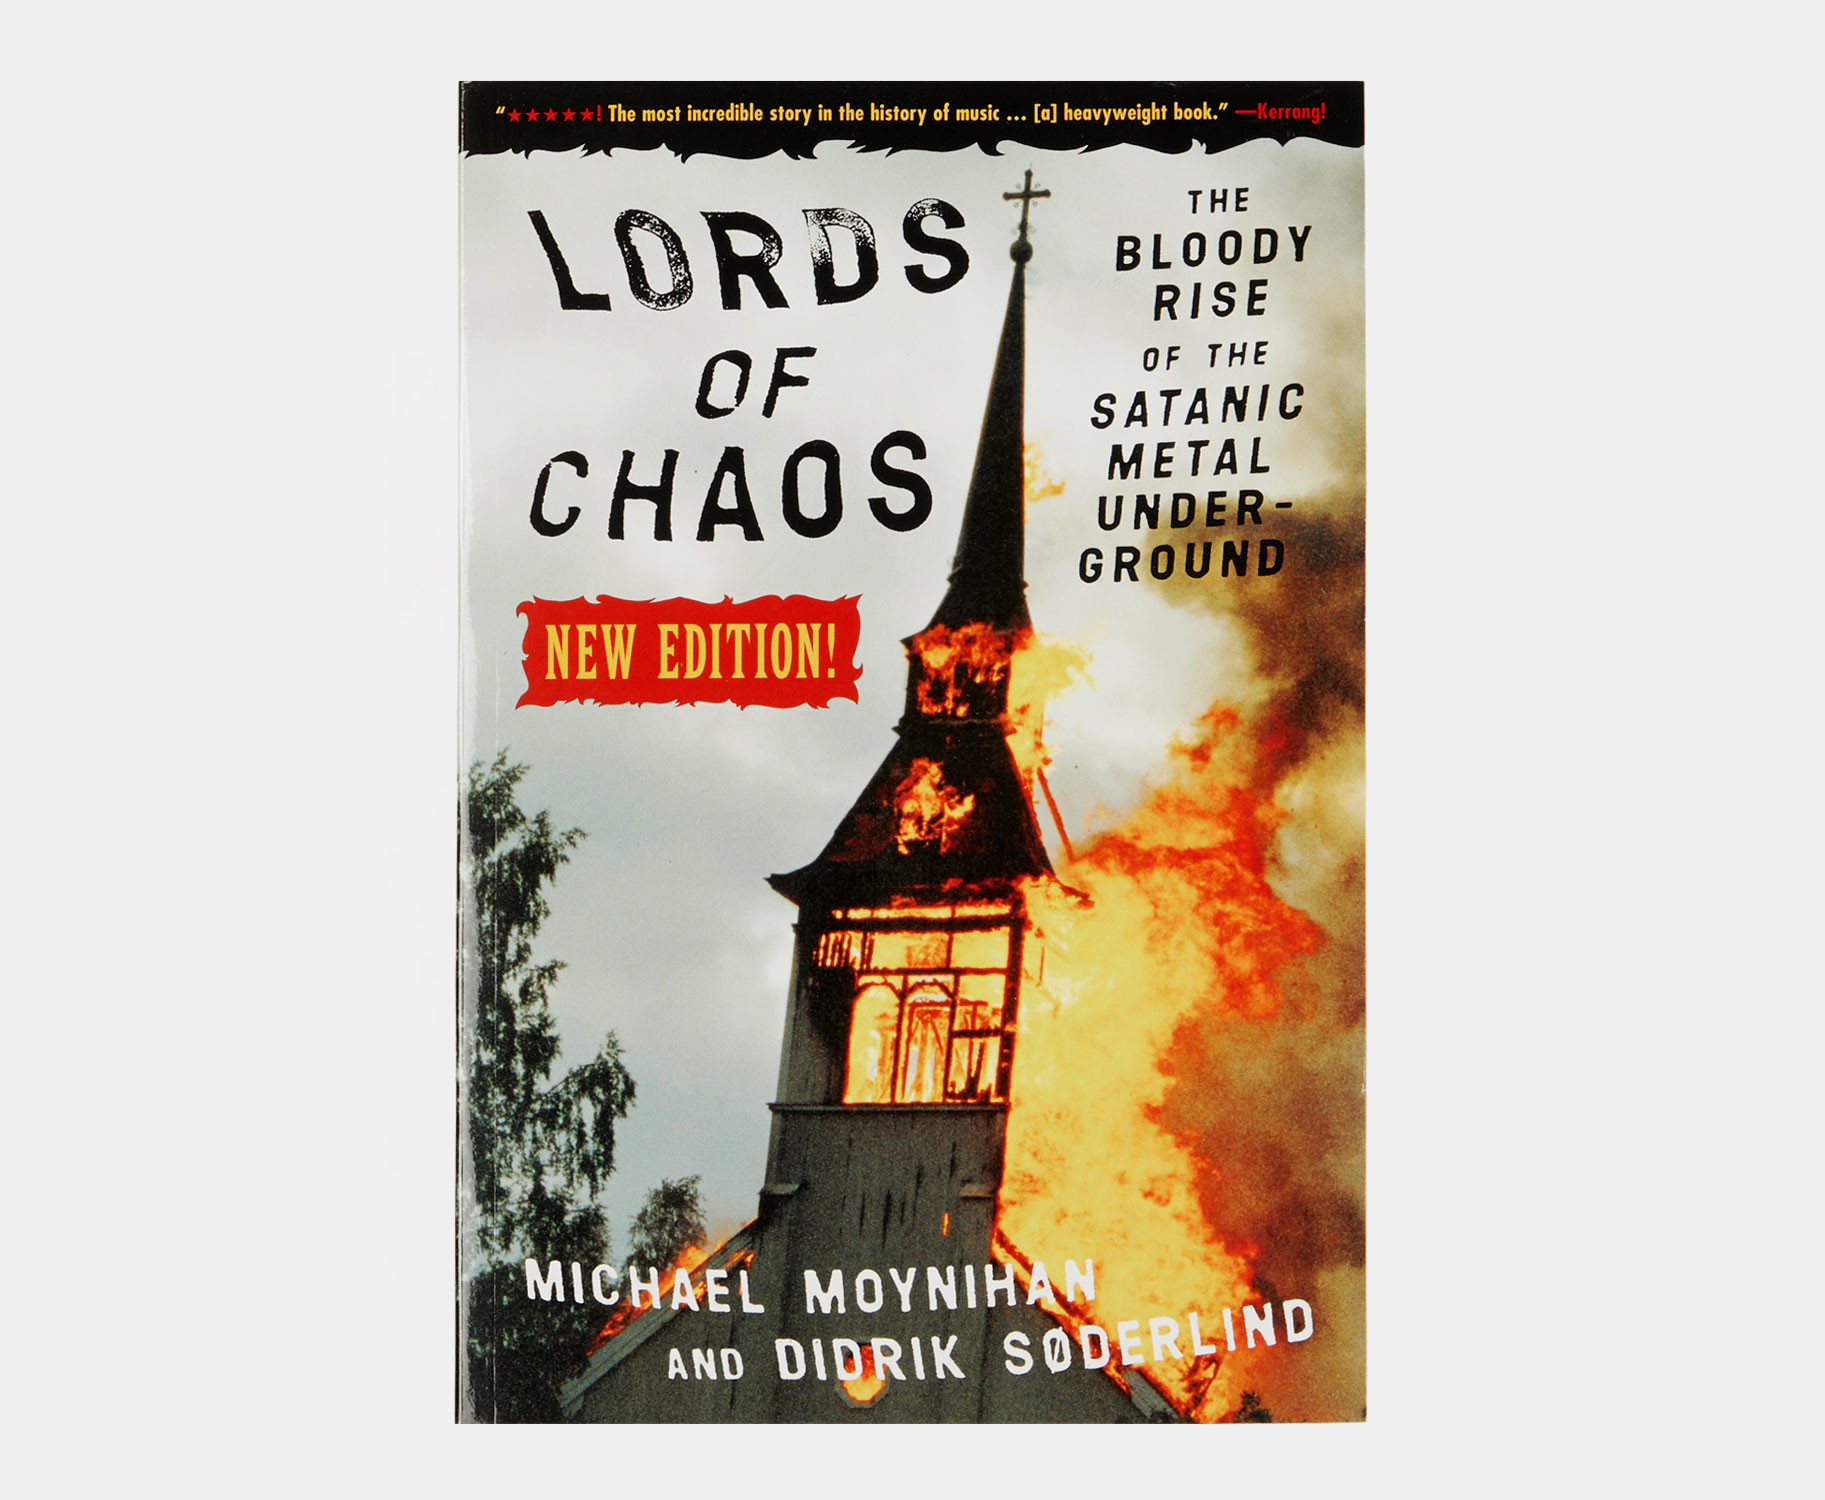 “★★★★★! The most incredible story in the history of music ... [a] heavyweight book.” —Kerrang!
LORDS
OF
CHAOS
THE
BLOODY
RISE
OF THE
SATANIC
METAL
UNDER-
GROUND
NEW EDITION!
MICHAEL MOYNIHAN
AND DIDRIK SØDERLIND